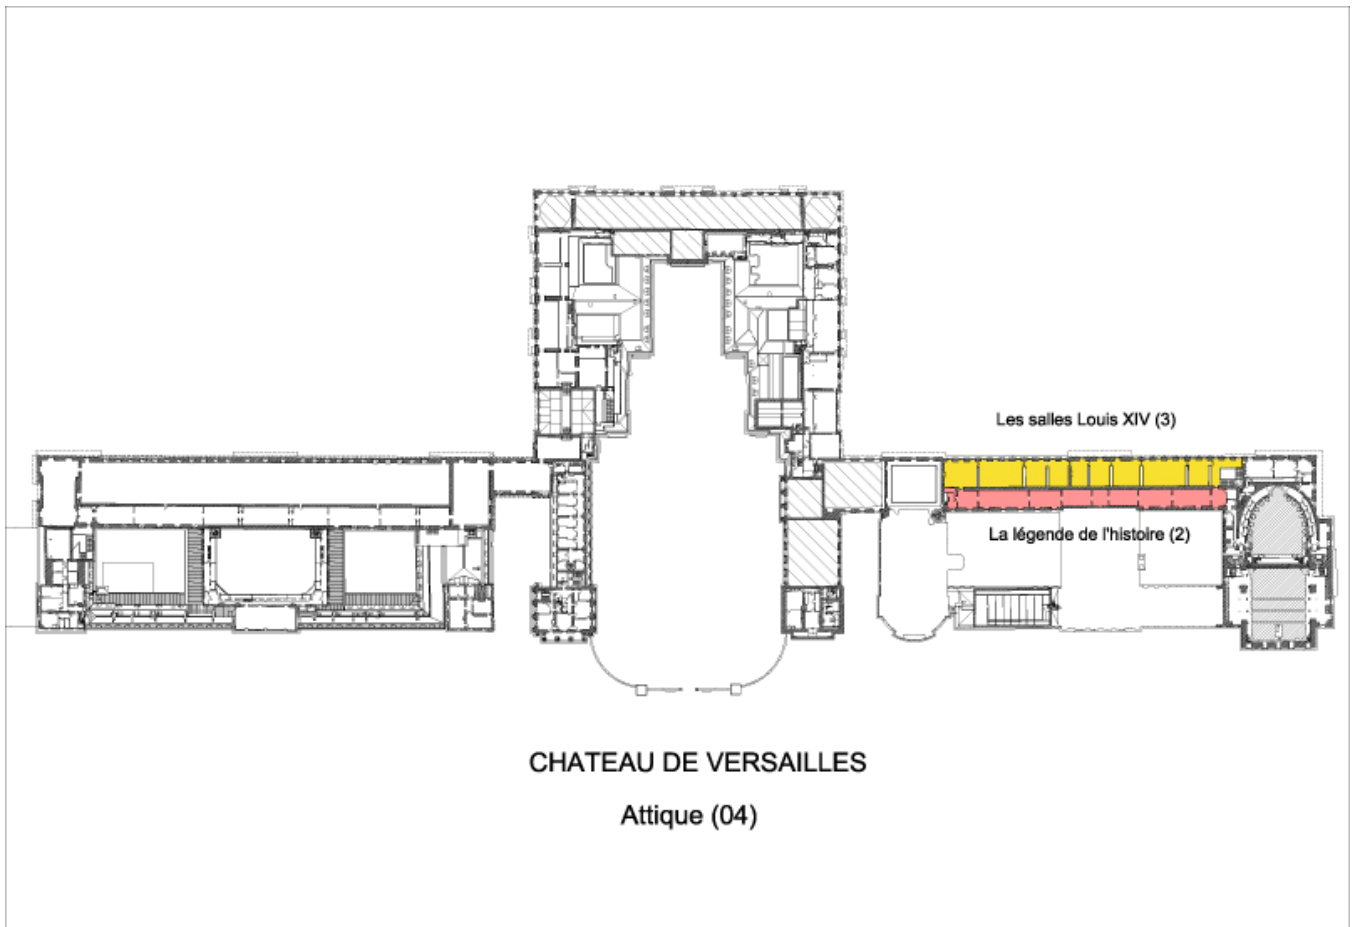 Les salles Louis XIV (3)
La légende de l'histoire (2)
CHATEAU DE VERSAILLES
Attique (04)